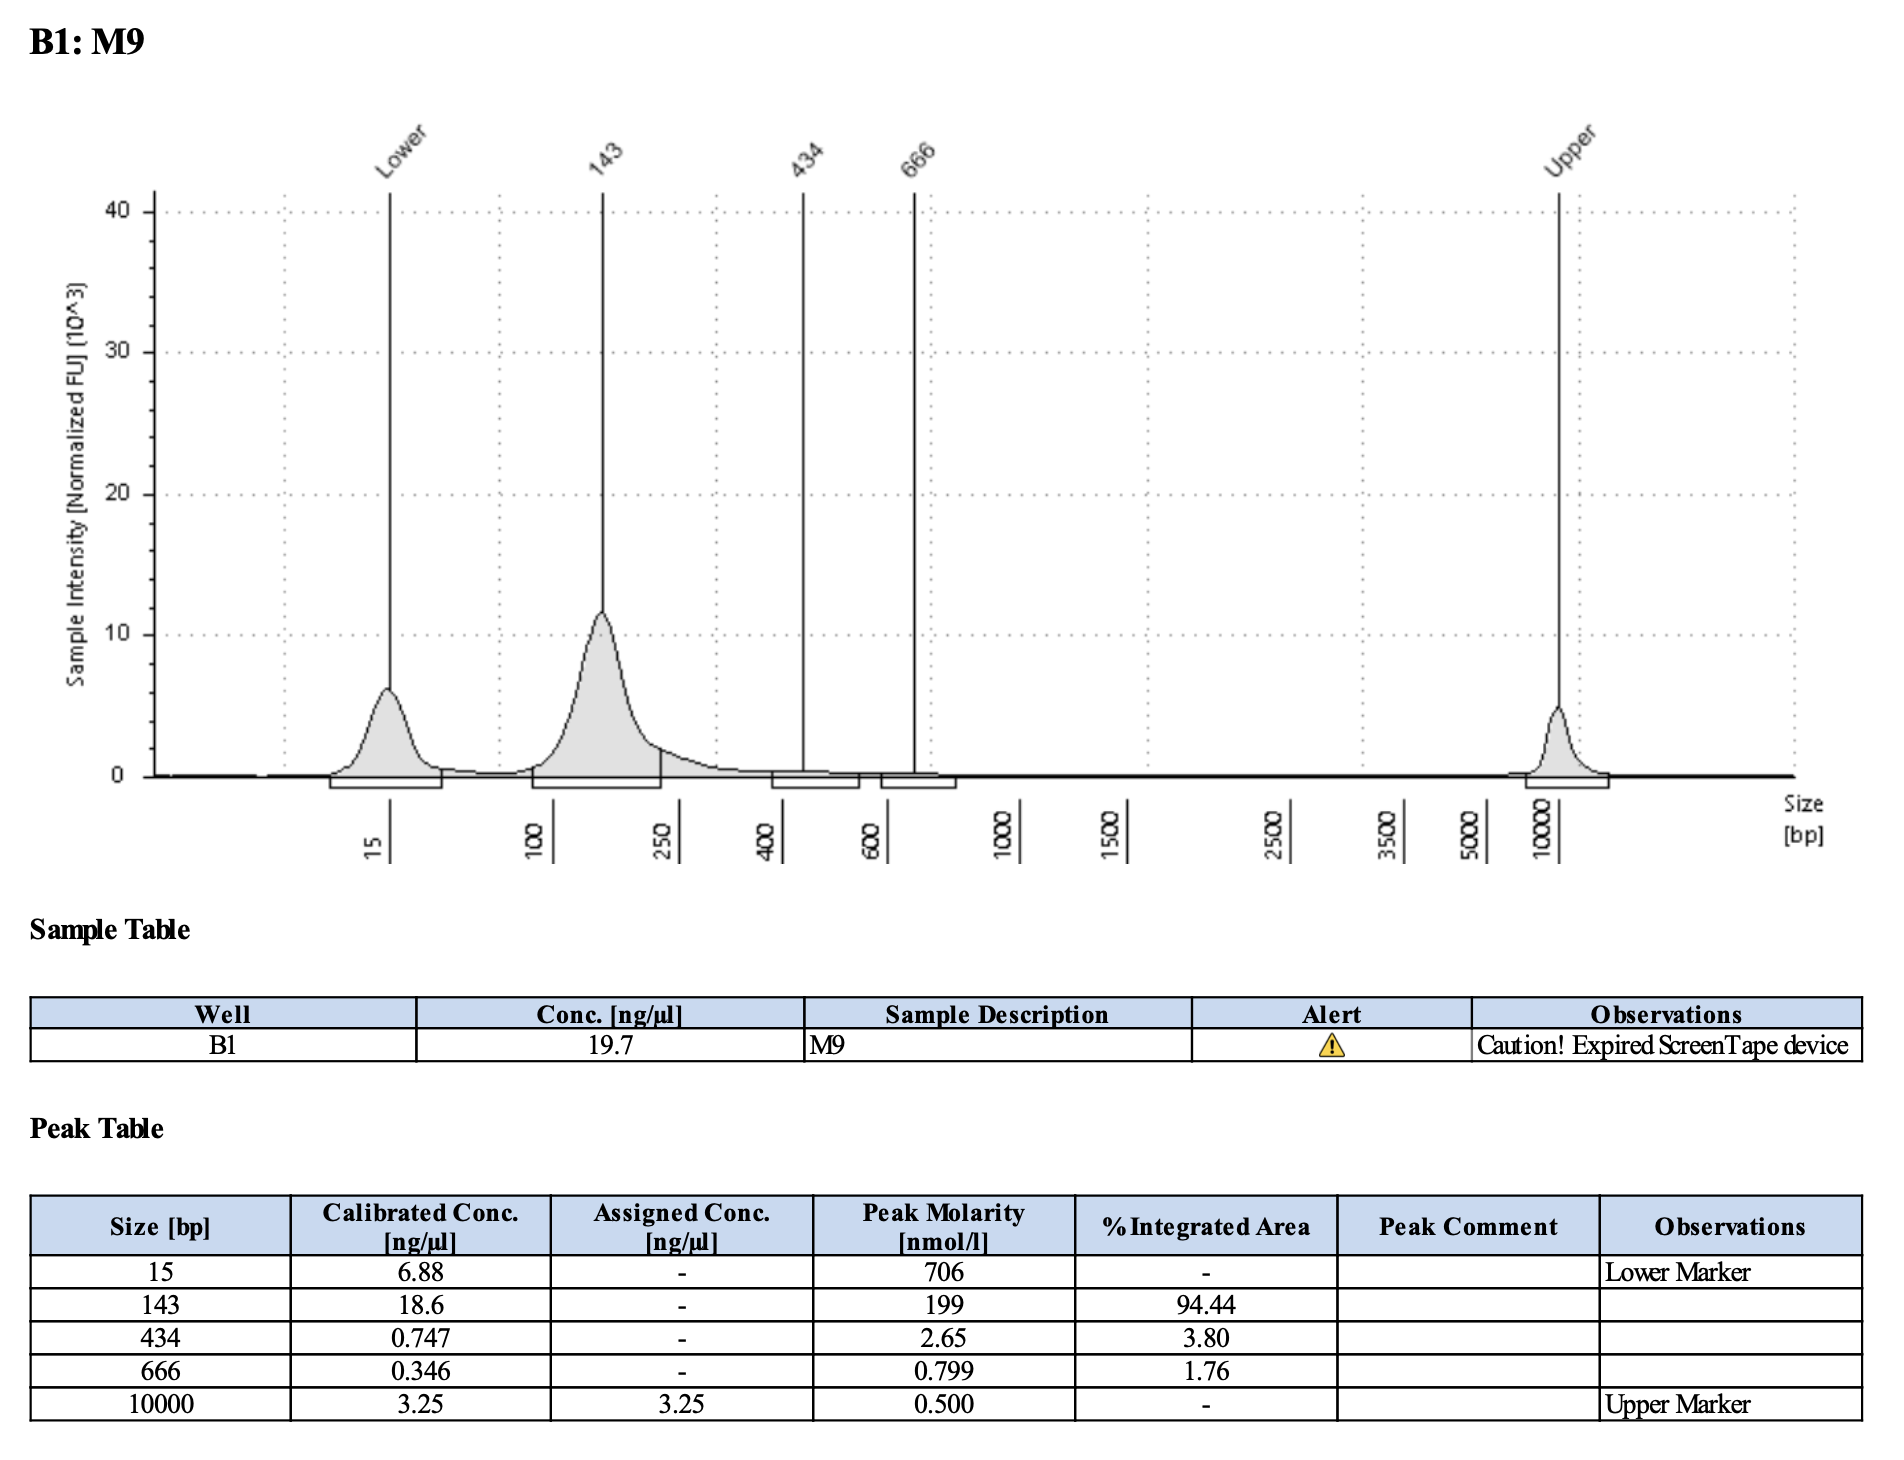 B1: M9
Lower
143
434
666
Upper
Sample Intensity [Normalized FU] (10^3)
40
30
20
10
0
15
100
250
400
600
1000
1500
2500
3500
5000
10000
Size
[bp]
Sample Table
Well Conc. [ng/µl] Sample Description Alert Observations
B1 19.7 M9 Caution! Expired ScreenTape device
Peak Table
Size [bp] Calibrated Conc. [ng/µl] Assigned Conc. [ng/µl] Peak Molarity [nmol/l] % Integrated Area Peak Comment Observations
15 6.88 - 706 - Lower Marker
143 18.6 - 199 94.44
434 0.747 - 2.65 3.80
666 0.346 - 0.799 1.76
10000 3.25 3.25 0.500 - Upper Marker